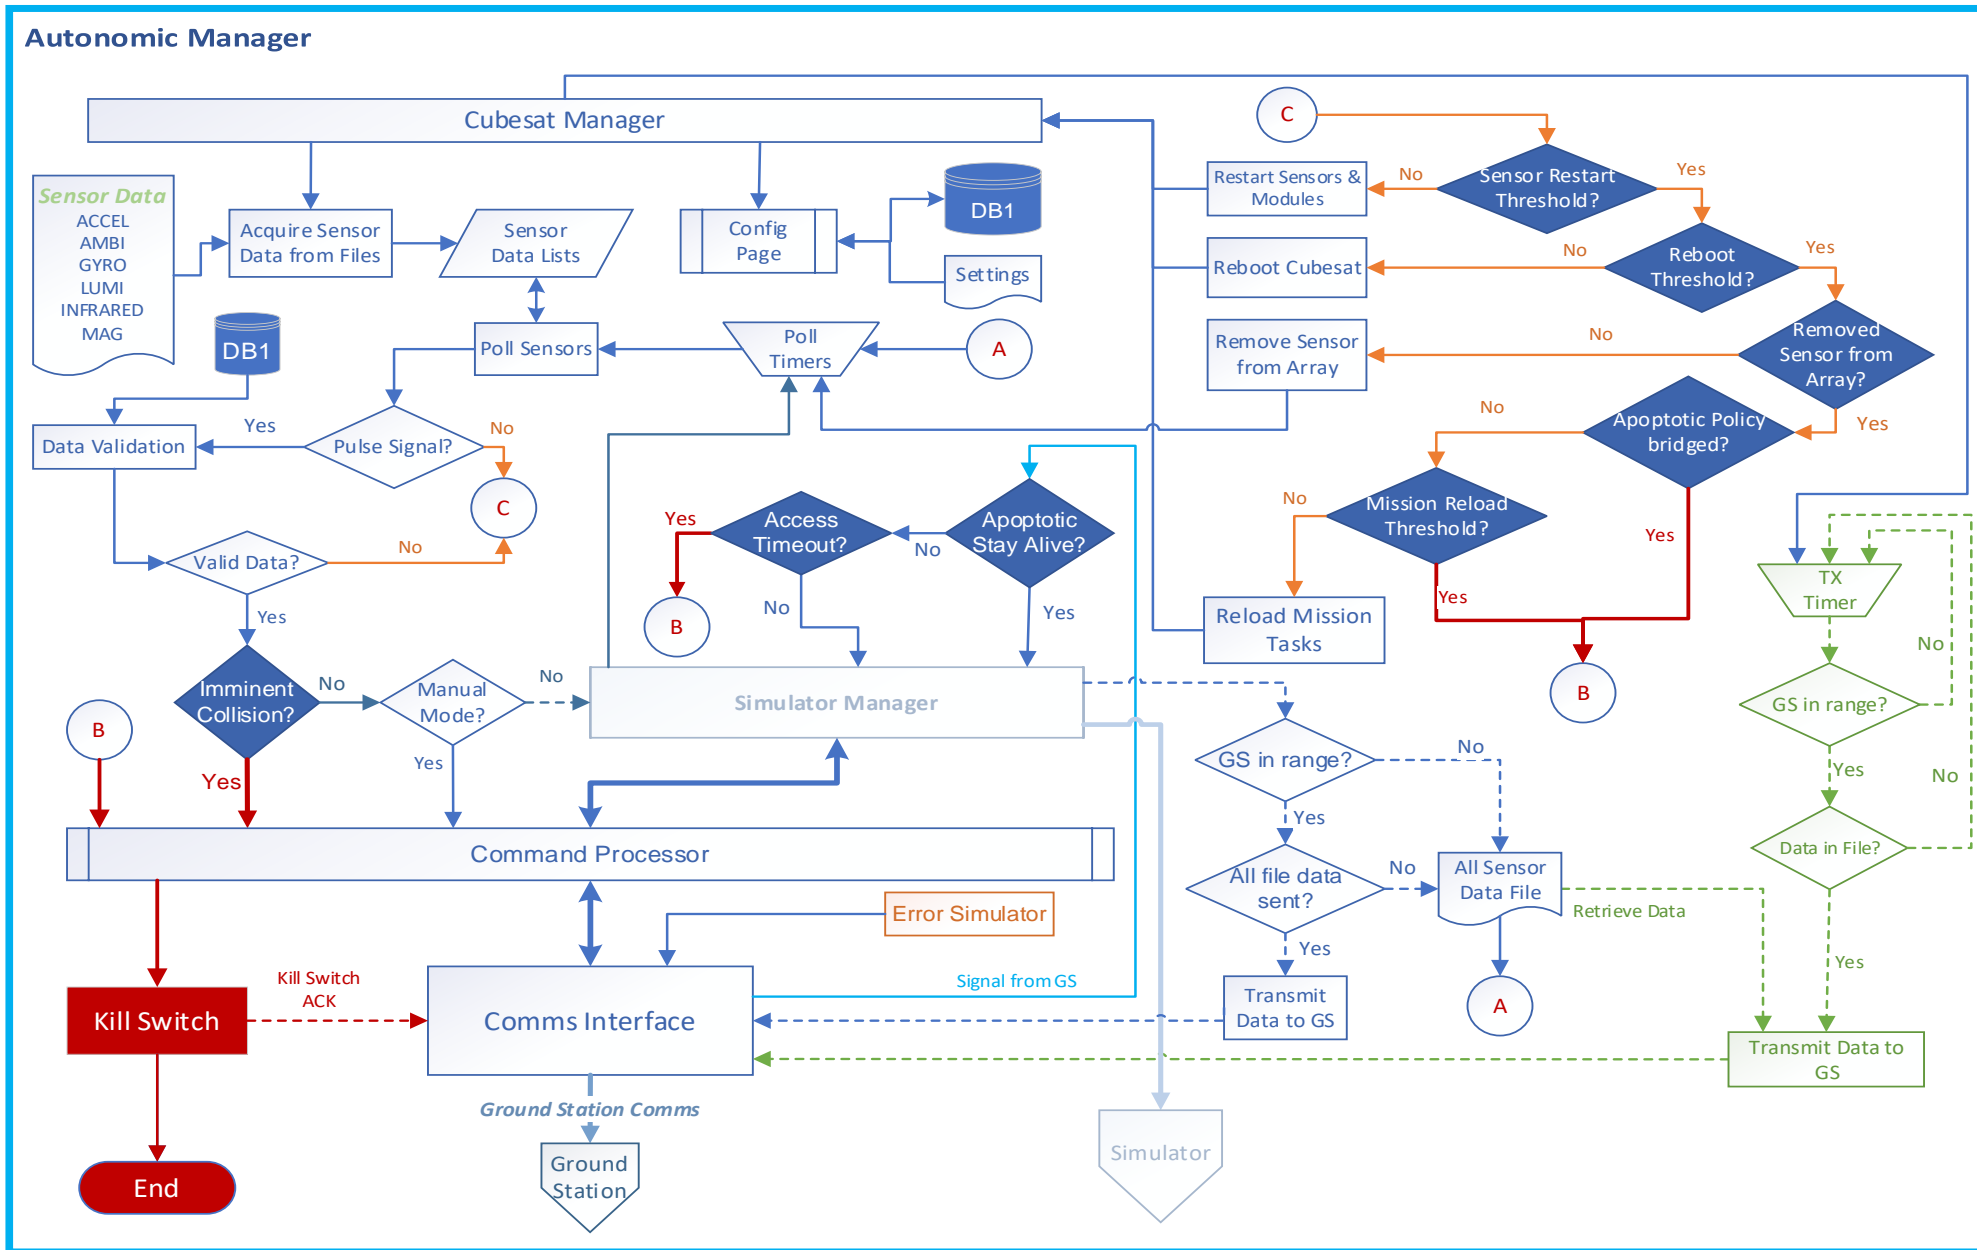 Autonomic Manager
Cubesat Manager
C
Sensor Data
ACCEL
AMBI
GYRO
LUMI
INFRARED
MAG
Acquire Sensor
Data from Files
Sensor
Data Lists
Config
Page
DB1
Settings
Restart Sensors &
Modules
No
Sensor Restart
Threshold?
Yes
Reboot Cubesat
No
Reboot
Threshold?
Yes
DB1
Poll Sensors
Poll
Timers
A
Remove Sensor
from Array
No
Removed
Sensor from
Array?
Yes
Data Validation
Yes
Pulse Signal?
No
C
No
Apoptotic Policy
bridged?
Yes
Valid Data?
No
Yes
Yes
Access
Timeout?
No
Apoptotic
Stay Alive?
No
Yes
B
No
Mission Reload
Threshold?
Yes
Reload Mission
Tasks
B
TX
Timer
No
GS in range?
Yes
No
Data in File?
Yes
Imminent
Collision?
No
Manual
Mode?
No
Simulator Manager
B
Yes
Yes
GS in range?
No
Yes
Command Processor
All file data
sent?
No
All Sensor
Data File
Retrieve Data
Yes
Error Simulator
Kill Switch
Kill Switch
ACK
Comms Interface
Signal from GS
Transmit
Data to GS
A
Transmit Data to
GS
Ground Station Comms
Ground
Station
Simulator
End